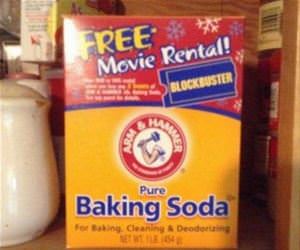 FREE
Movie Rental!
BLOCKBUSTER
ARM & HAMMER
Pure
Baking Soda
For Baking, Cleaning & Deodorizing
NET WT. 1 LB. (454 g)